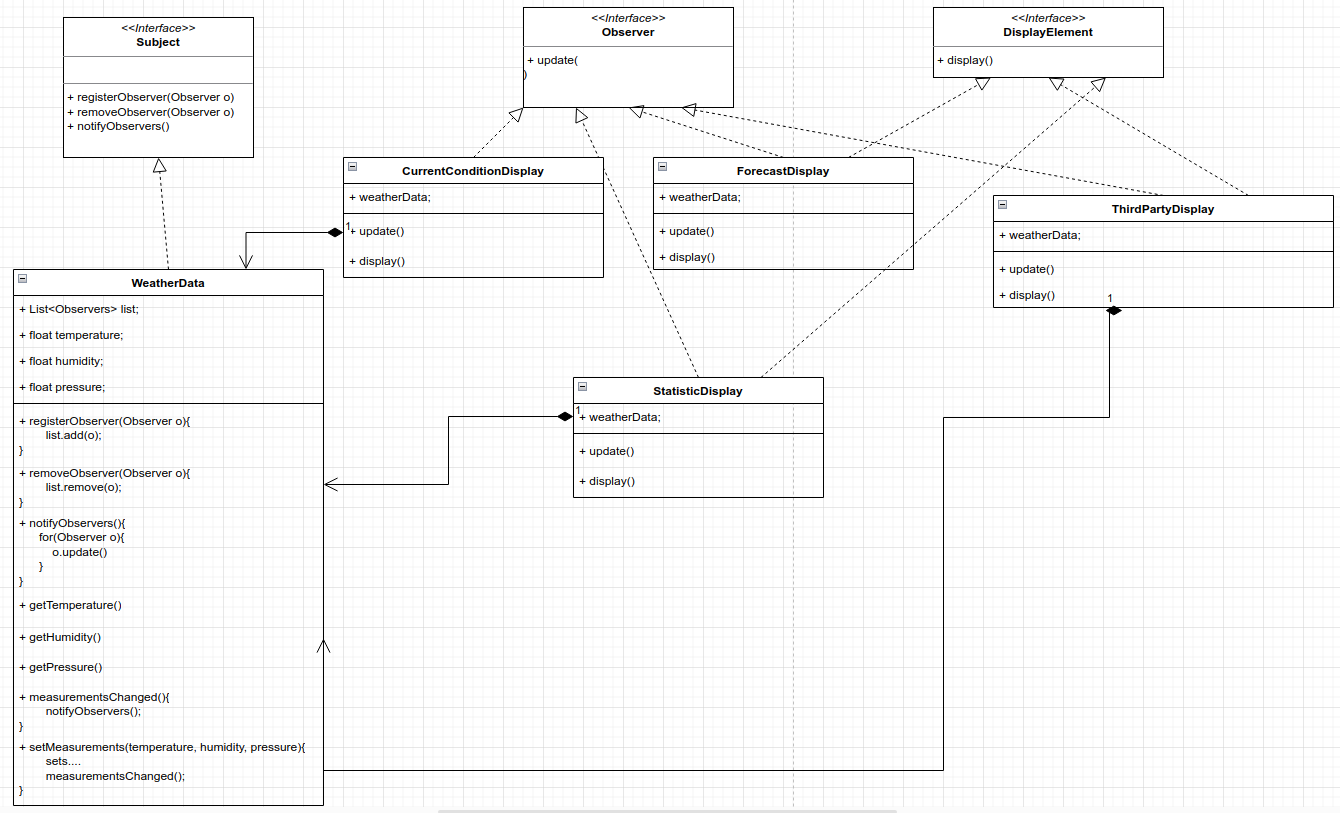 <<Interface>>
Subject
+ registerObserver(Observer o)
+ removeObserver(Observer o)
+ notifyObservers()
<<Interface>>
Observer
+ update(
)
<<Interface>>
DisplayElement
+ display()
CurrentConditionDisplay
+ weatherData;
1
+ update()
+ display()
ForecastDisplay
+ weatherData;
+ update()
+ display()
ThirdPartyDisplay
+ weatherData;
+ update()
+ display()
1
WeatherData
+ List<Observers> list;
+ float temperature;
+ float humidity;
+ float pressure;
+ registerObserver(Observer o){
list.add(o);
}
+ removeObserver(Observer o){
list.remove(o);
}
+ notifyObservers(){
for(Observer o){
o.update()
}
}
+ getTemperature()
+ getHumidity()
+ getPressure()
+ measurementsChanged(){
notifyObservers();
}
+ setMeasurements(temperature, humidity, pressure){
sets....
measurementsChanged();
}
StatisticDisplay
1
+ weatherData;
+ update()
+ display()